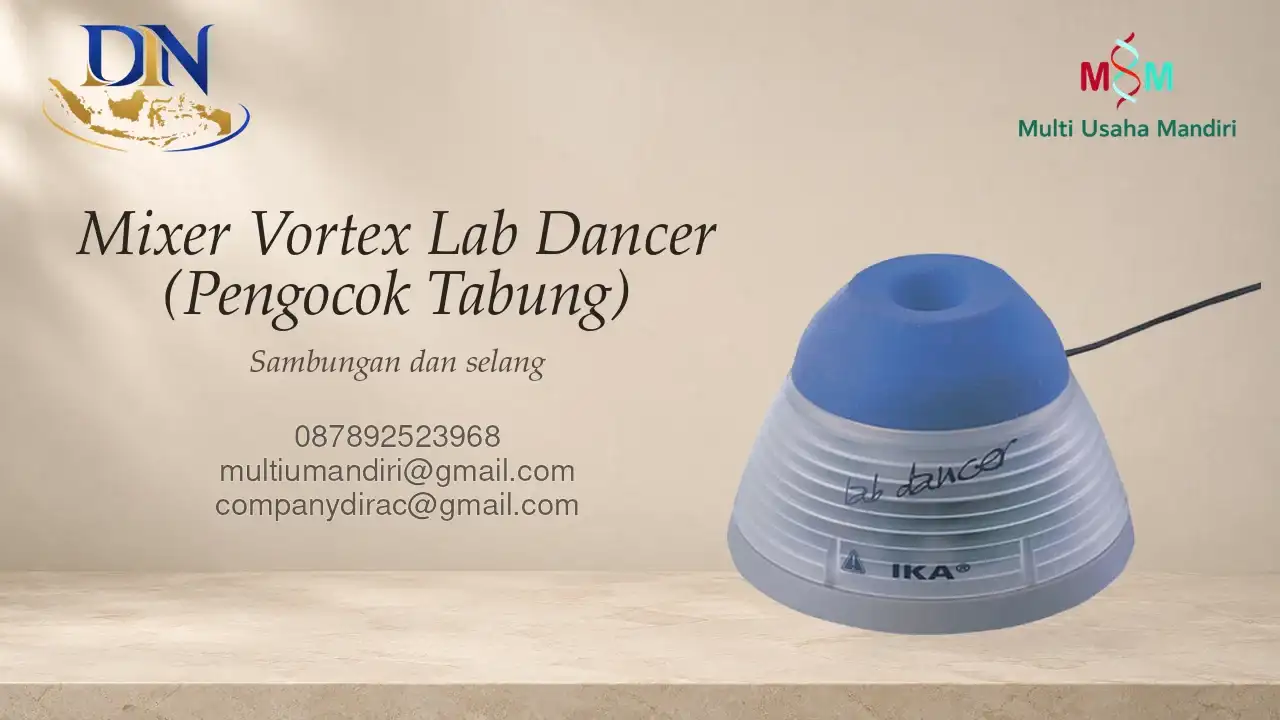 DN
MSM
Multi Usaha Mandiri
Mixer Vortex Lab Dancer
(Pengocok Tabung)
Sambungan dan selang
087892523968
multiumandiri@gmail.com
companydirac@gmail.com
lab dancer
IKA®